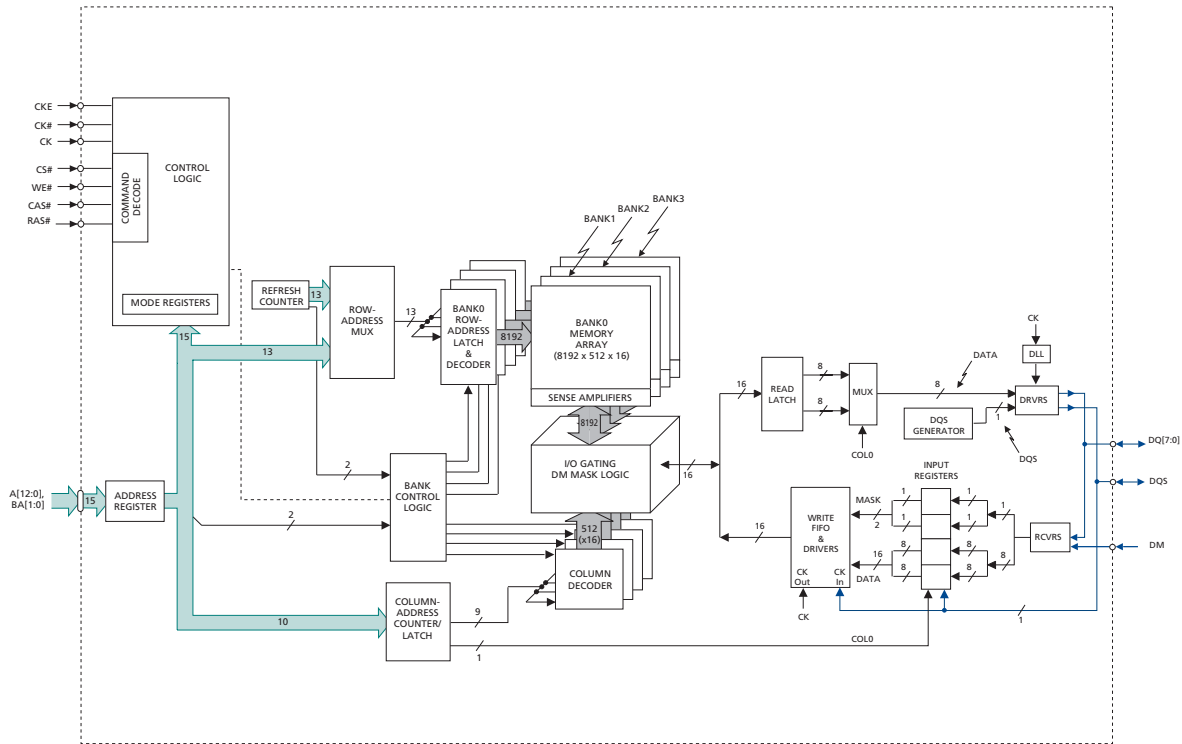 CKE
CK#
CK
CS#
WE#
CAS#
RAS#
COMMAND
DECODE
CONTROL
LOGIC
MODE REGISTERS
15
REFRESH
COUNTER
13
13
ROW-
ADDRESS
MUX
13
BANK0
ROW-
ADDRESS
LATCH
&
DECODER
8192
BANK1
BANK2
BANK3
BANK0
MEMORY
ARRAY
(8192 x 512 x 16)
SENSE AMPLIFIERS
8192
I/O GATING
DM MASK LOGIC
16
A[12:0],
BA[1:0]
15
ADDRESS
REGISTER
2
2
BANK
CONTROL
LOGIC
512
(x16)
COLUMN
DECODER
10
COLUMN-
ADDRESS
COUNTER/
LATCH
9
1
COL0
16
READ
LATCH
8
8
MUX
COL0
8
DATA
CK
DLL
DRVRS
DQS
GENERATOR
1
DQS
DQ[7:0]
DQS
DM
INPUT
REGISTERS
16
WRITE
FIFO
&
DRIVERS
CK
Out
CK
In
CK
MASK
2
16
DATA
1
1
8
8
1
1
8
8
1
8
RCVRS
1